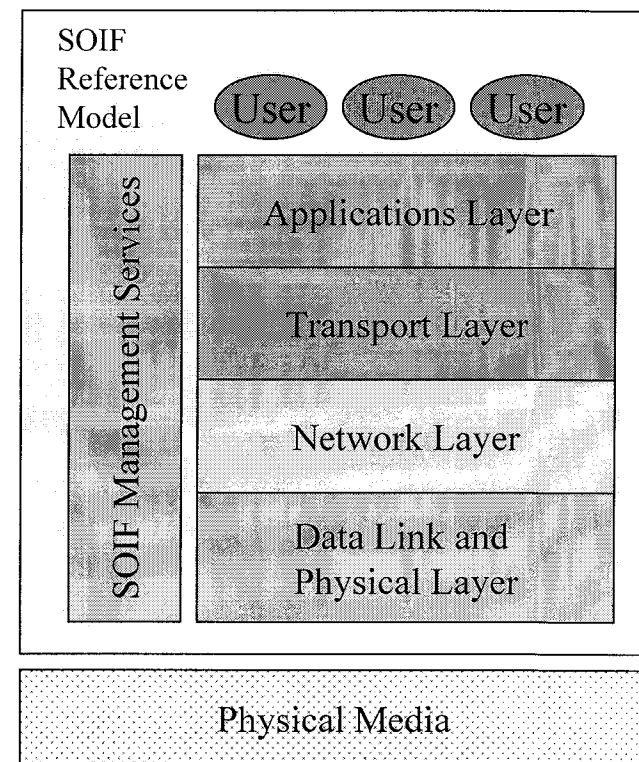 SOIF
Reference
Model
User User User
SOIF Management Services
Applications Layer
Transport Layer
Network Layer
Data Link and
Physical Layer
Physical Media